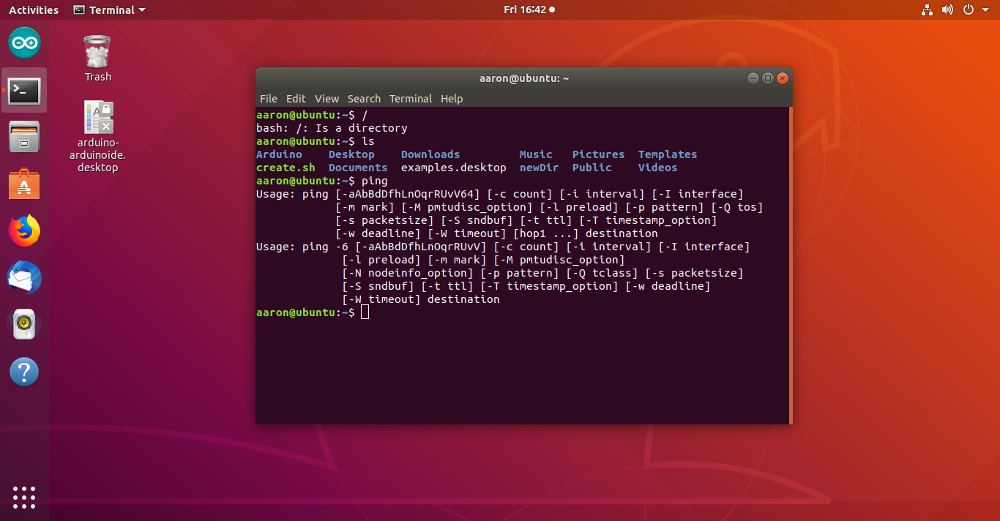 Activities Terminal Fri 16:42
Trash
arduino-
arduinoide.
desktop
aaron@ubuntu: ~
File Edit View Search Terminal Help
aaron@ubuntu:~$ /
bash: /: Is a directory
aaron@ubuntu:~$ ls
Arduino Desktop Downloads Music Pictures Templates
create.sh Documents examples.desktop newDir Public Videos
aaron@ubuntu:~$ ping
Usage: ping [-aAbBdDfhLnOqrRUvV64] [-c count] [-i interval] [-I interface]
[-m mark] [-M pmtudisc_option] [-l preload] [-p pattern] [-Q tos]
[-s packetsize] [-S sndbuf] [-t ttl] [-T timestamp_option]
[-w deadline] [-W timeout] [hop1 ...] destination
Usage: ping -6 [-aAbBdDfhLnOqrRUvV] [-c count] [-i interval] [-I interface]
[-l preload] [-m mark] [-M pmtudisc_option]
[-N nodeinfo_option] [-p pattern] [-Q tclass] [-s packetsize]
[-S sndbuf] [-t ttl] [-T timestamp_option] [-w deadline]
[-W timeout] destination
aaron@ubuntu:~$